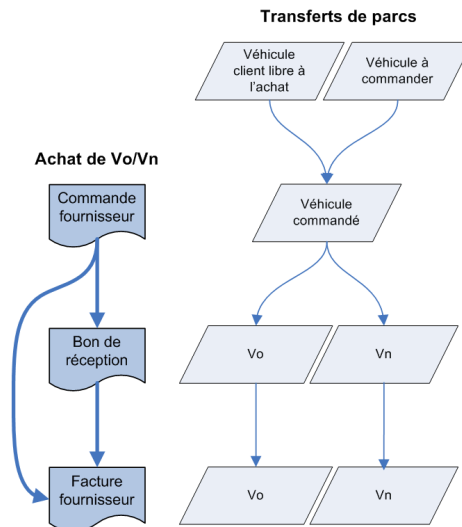 Transferts de parcs
Véhicule
client libre à
l'achat
Véhicule à
commander
Achat de Vo/Vn
Commande
fournisseur
Véhicule
commandé
Bon de
réception
Vo
Vn
Facture
fournisseur
Vo
Vn